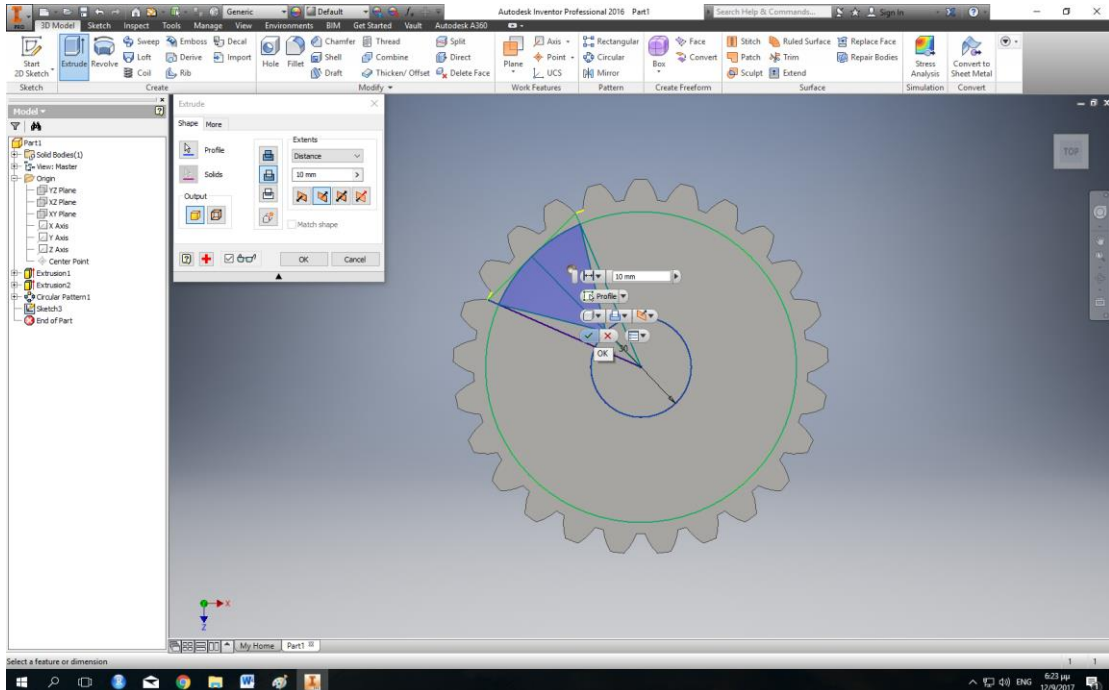 Generic Default Autodesk Inventor Professional 2016 Part1 Search Help & Commands... Sign In
3D Model Sketch Inspect Tools Manage View Environments BIM Get Started Vault Autodesk A360
Start 2D Sketch
Extrude Revolve
Sweep Emboss Decal
Loft Derive Import
Coil Rib
Hole Fillet
Chamfer Thread Split
Shell Combine Direct
Draft Thicken/ Offset Delete Face
Plane
Axis
Point
UCS
Rectangular
Circular
Mirror
Box
Face
Convert
Stitch Ruled Surface Replace Face
Patch Trim Repair Bodies
Sculpt Extend
Stress Analysis
Convert to Sheet Metal
Sketch Create Modify Work Features Pattern Create Freeform Surface Simulation Convert
Model
Part1
Solid Bodies(1)
View: Master
Origin
YZ Plane
XZ Plane
XY Plane
X Axis
Y Axis
Z Axis
Center Point
Extrusion1
Extrusion2
Circular Pattern1
Sketch3
End of Part
Extrude
Shape More
Profile
Solids
Output
Extents
Distance
10 mm
Match shape
OK Cancel
TOP
10 mm
Profile
OK
30
X
Z
My Home Part1
Select a feature or dimension 1 1
ENG 6:23 μμ
12/9/2017